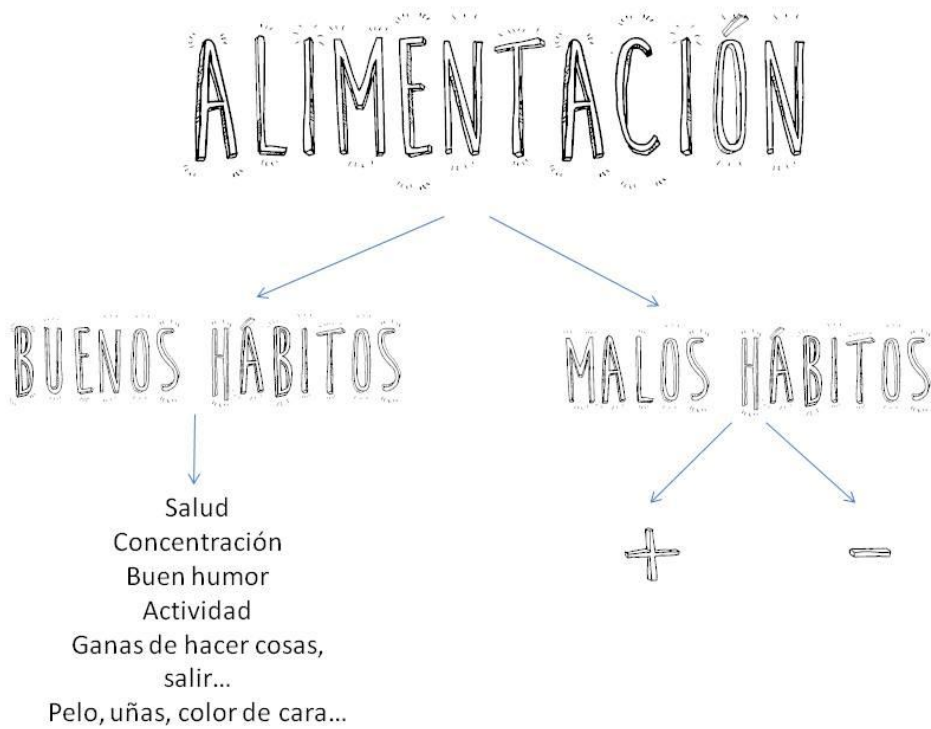 ALIMENTACIÓN
BUENOS HÁBITOS
MALOS HÁBITOS
Salud
Concentración
Buen humor
Actividad
Ganas de hacer cosas,
salir...
Pelo, uñas, color de cara...
+
-